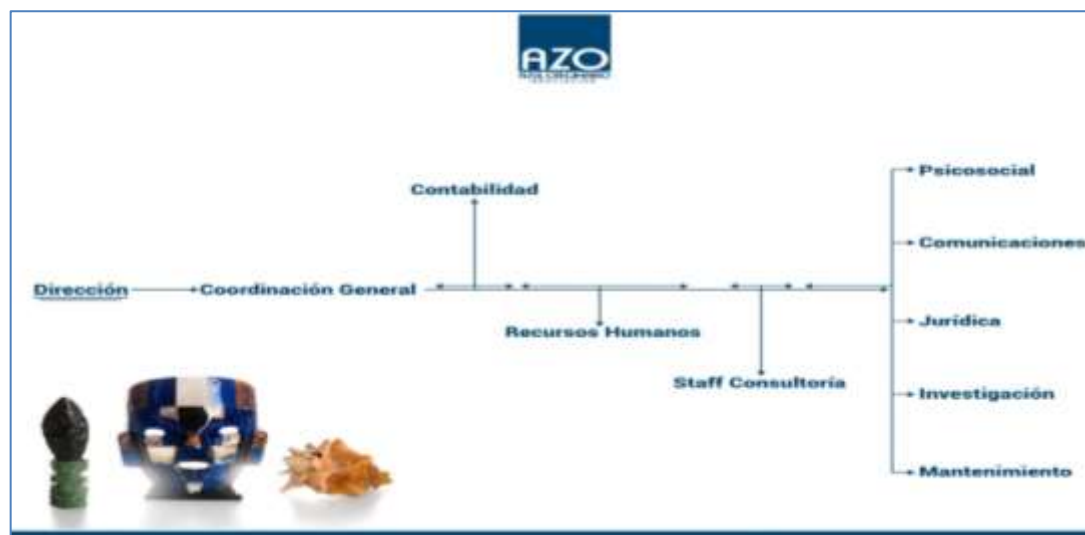 AZO
Contabilidad
Psicosocial
Comunicaciones
Dirección
Coordinación General
Recursos Humanos
Jurídica
Staff Consultoría
Investigación
Mantenimiento